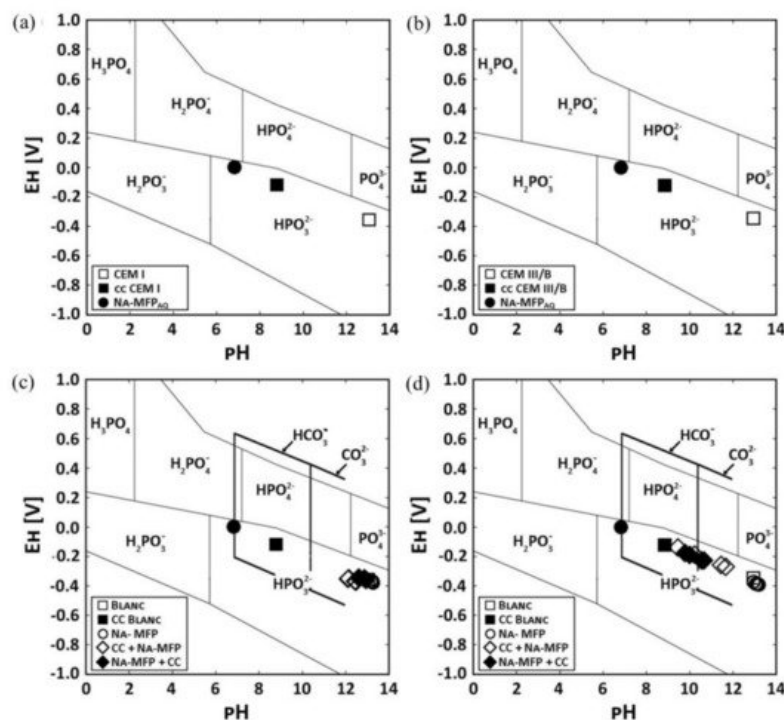 (a)
1.0
0.8
0.6
0.4
0.2
0.0
-0.2
-0.4
-0.6
-0.8
-1.0
EH [V]
H₃PO₄
H₂PO₄⁻
HPO₄²⁻
PO₄³⁻
H₂PO₃⁻
HPO₃²⁻
□ CEM I
■ CC CEM I
● NA-MFPAQ
0 2 4 6 8 10 12 14
PH
(b)
1.0
0.8
0.6
0.4
0.2
0.0
-0.2
-0.4
-0.6
-0.8
-1.0
H₃PO₄
H₂PO₄⁻
HPO₄²⁻
PO₄³⁻
H₂PO₃⁻
HPO₃²⁻
□ CEM III/B
■ CC CEM III/B
● NA-MFPAQ
0 2 4 6 8 10 12 14
PH
(c)
1.0
0.8
0.6
0.4
0.2
0.0
-0.2
-0.4
-0.6
-0.8
-1.0
EH [V]
HCO₃⁻
CO₃²⁻
H₃PO₄
H₂PO₄⁻
HPO₄²⁻
PO₄³⁻
H₂PO₃⁻
HPO₃²⁻
□ BLANC
■ CC BLANC
○ NA- MFP
◇ CC + NA-MFP
◆ NA-MFP + CC
0 2 4 6 8 10 12 14
PH
(d)
1.0
0.8
0.6
0.4
0.2
0.0
-0.2
-0.4
-0.6
-0.8
-1.0
HCO₃⁻
CO₃²⁻
H₃PO₄
H₂PO₄⁻
HPO₄²⁻
PO₄³⁻
H₂PO₃⁻
HPO₃²⁻
□ BLANC
■ CC BLANC
○ NA- MFP
◇ CC + NA-MFP
◆ NA-MFP + CC
0 2 4 6 8 10 12 14
PH